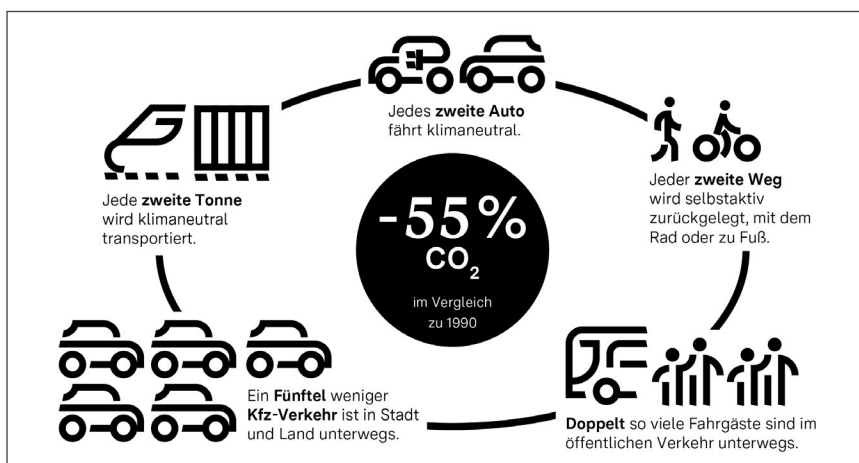 Jedes zweite Auto
fährt klimaneutral.
Jeder zweite Weg
wird selbstaktiv
zurückgelegt, mit dem
Rad oder zu Fuß.
Doppelt so viele Fahrgäste sind im
öffentlichen Verkehr unterwegs.
Ein Fünftel weniger
Kfz-Verkehr ist in Stadt
und Land unterwegs.
Jede zweite Tonne
wird klimaneutral
transportiert.
-55 %
CO₂
im Vergleich
zu 1990